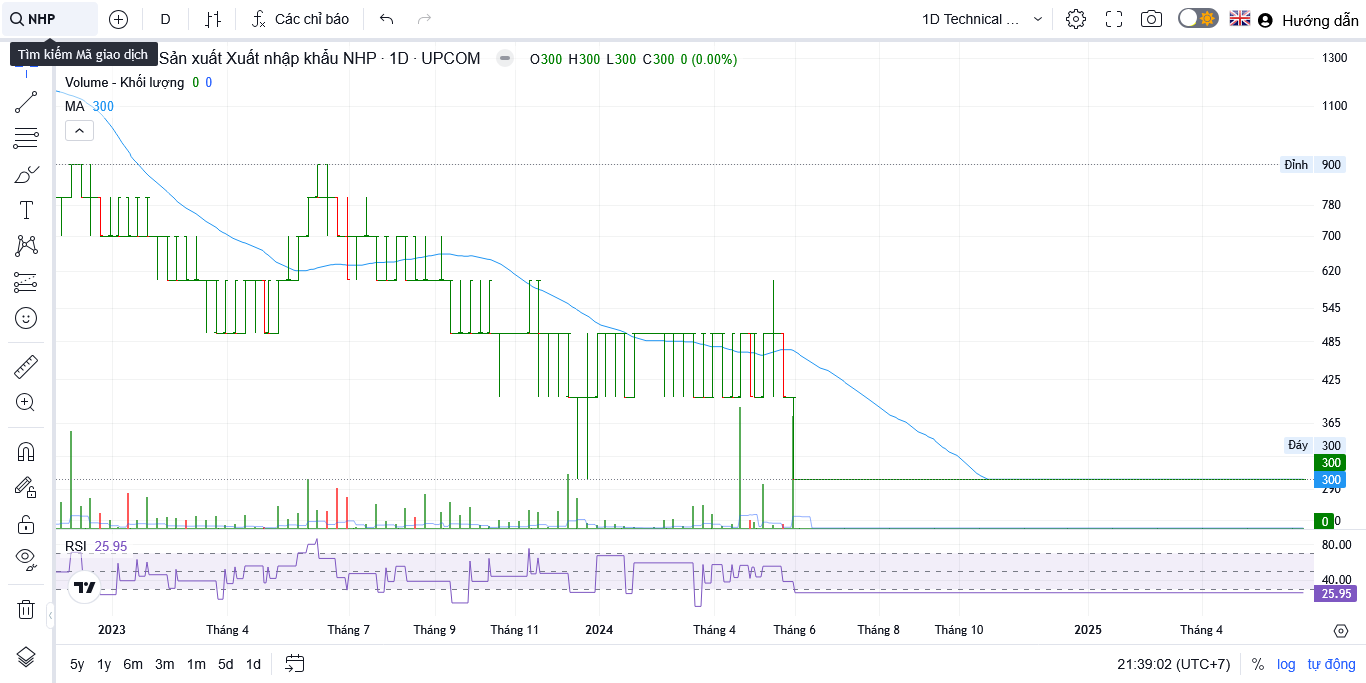 NHP
D
Các chỉ báo
1D Technical ...
Hướng dẫn
Tìm kiếm Mã giao dịch
Sản xuất Xuất nhập khẩu NHP · 1D · UPCOM
O300 H300 L300 C300 0 (0.00%)
Volume - Khối lượng 0 0
MA 300
1300
1100
Đỉnh 900
780
700
620
545
485
425
365
Đáy 300
300
300
290
0
0
RSI 25.95
80.00
40.00
25.95
2023 Tháng 4 Tháng 7 Tháng 9 Tháng 11 2024 Tháng 4 Tháng 6 Tháng 8 Tháng 10 2025 Tháng 4
5y 1y 6m 3m 1m 5d 1d
21:39:02 (UTC+7) % log tự động